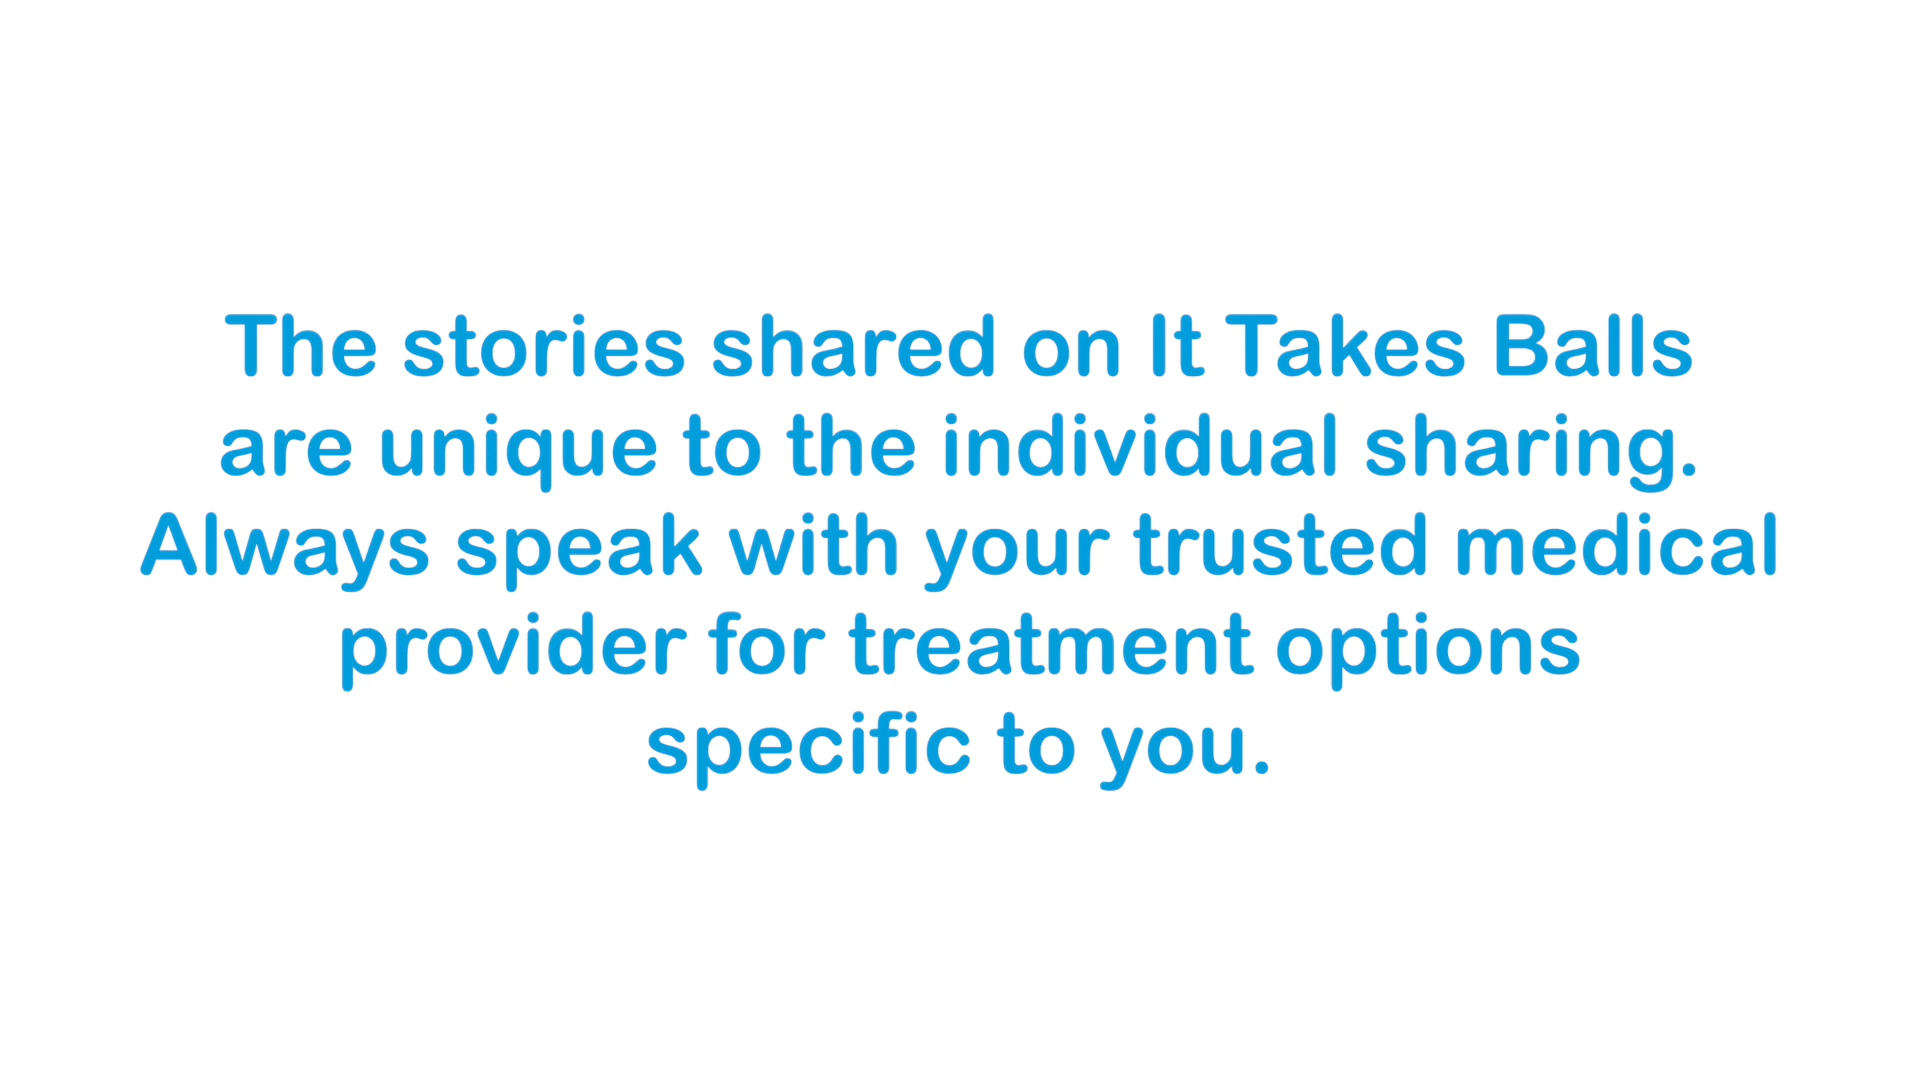 The stories shared on It Takes Balls
are unique to the individual sharing.
Always speak with your trusted medical
provider for treatment options
specific to you.